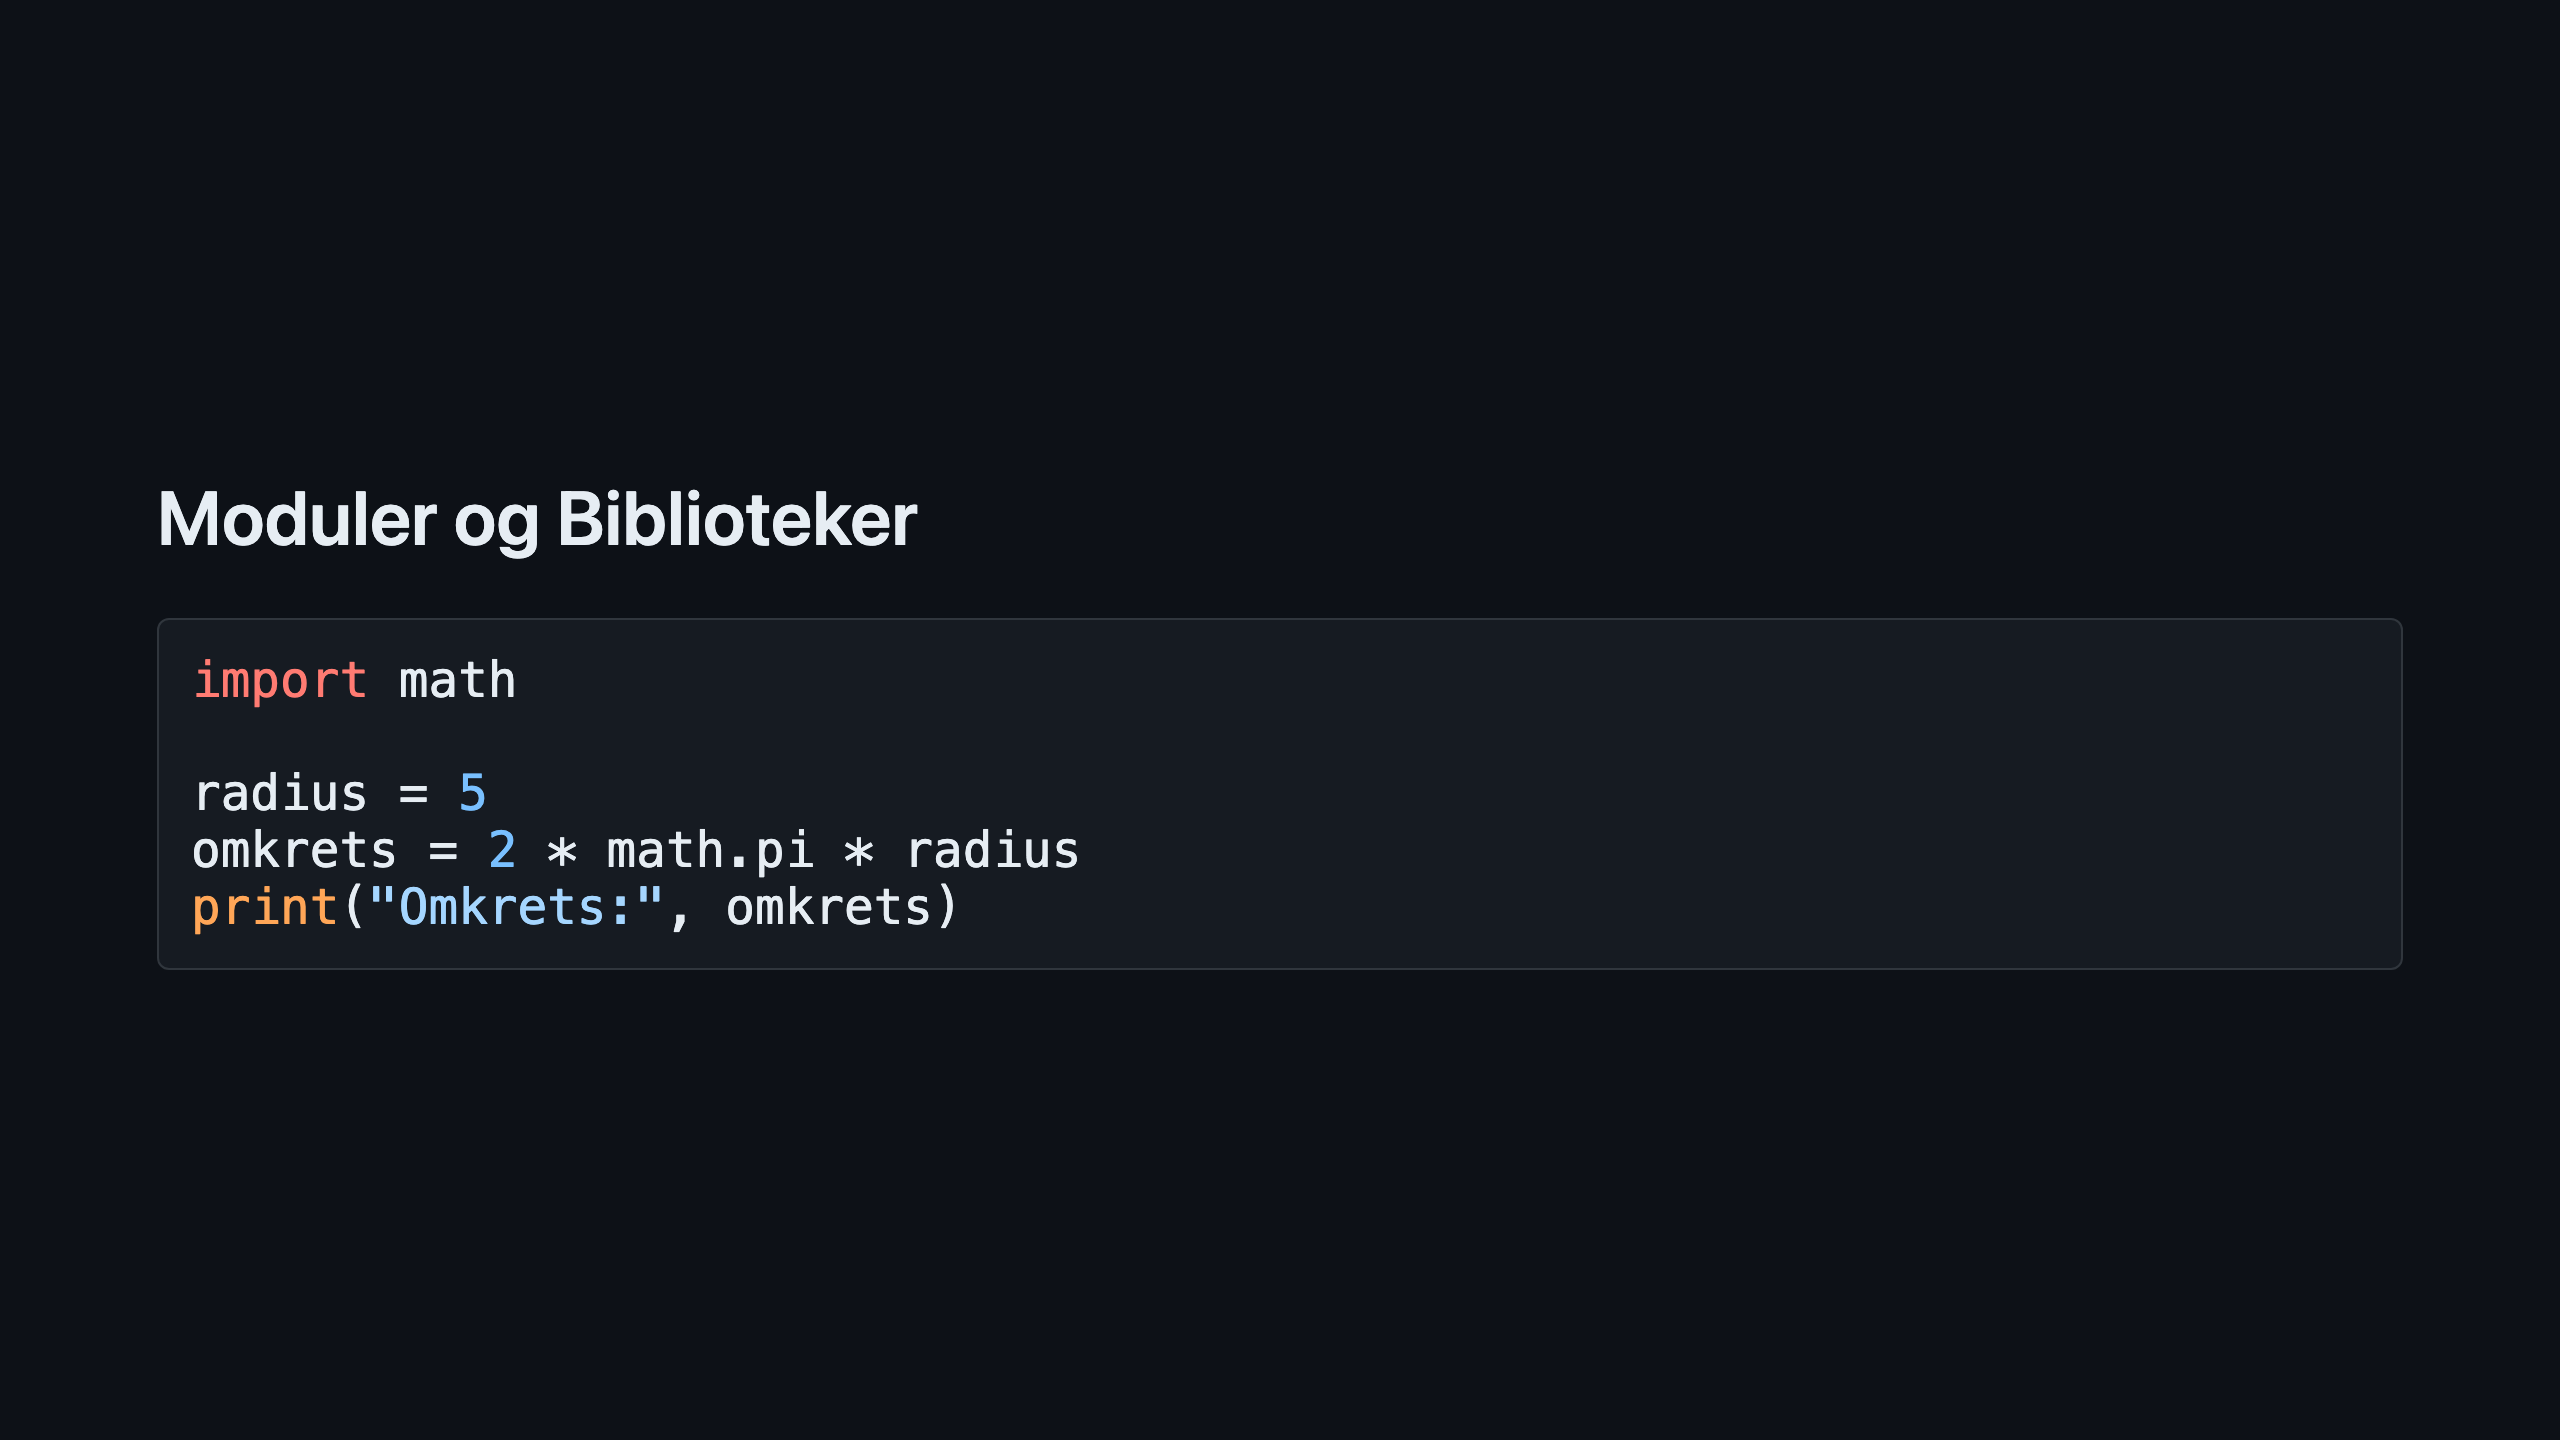 Moduler og Biblioteker
import math
radius = 5
omkrets = 2 * math.pi * radius
print("Omkrets:", omkrets)